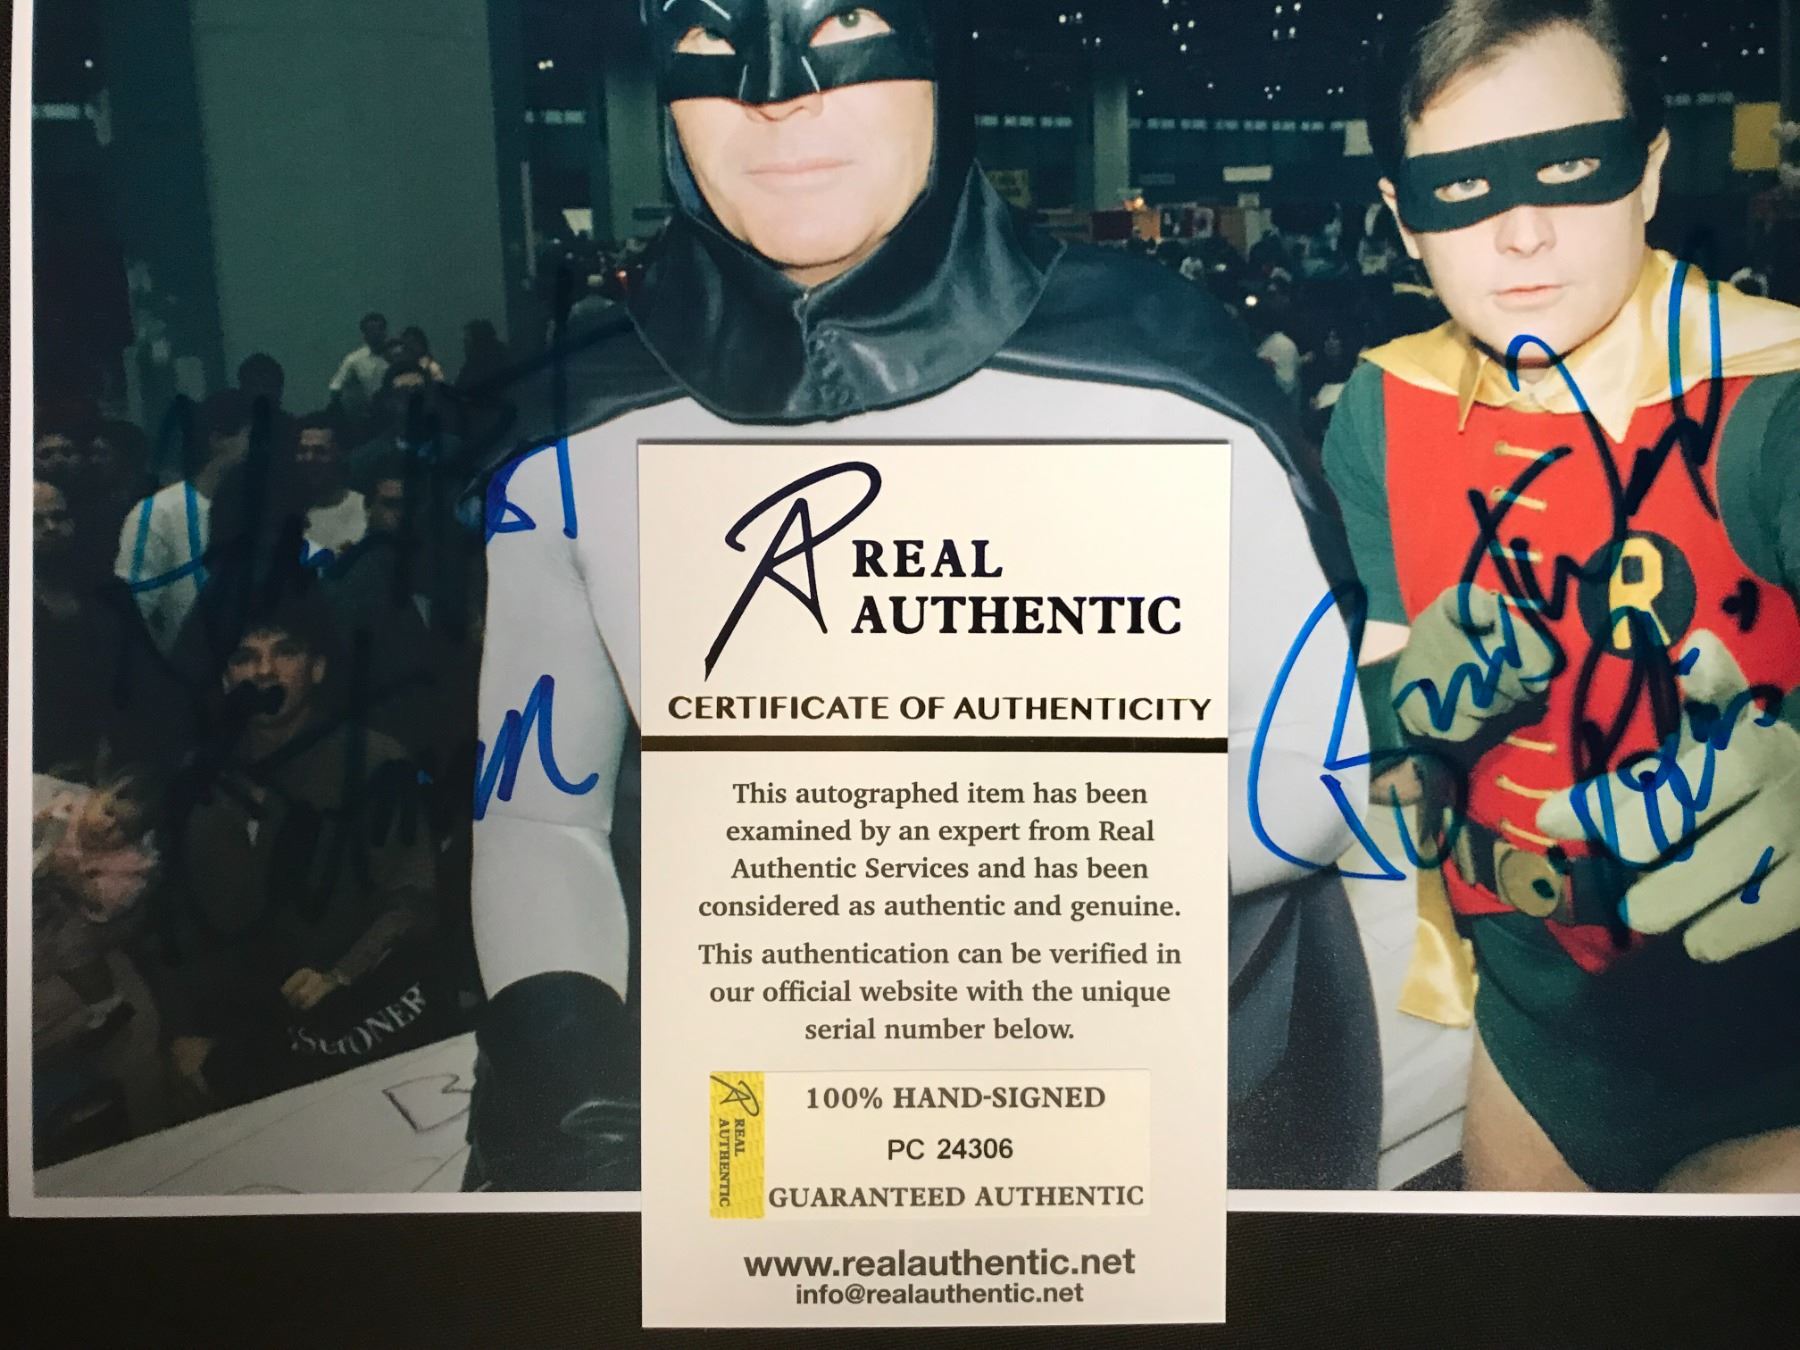 REAL
AUTHENTIC
CERTIFICATE OF AUTHENTICITY
This autographed item has been
examined by an expert from Real
Authentic Services and has been
considered as authentic and genuine.
This authentication can be verified in
our official website with the unique
serial number below.
REAL
AUTHENTIC
100% HAND-SIGNED
PC 24306
GUARANTEED AUTHENTIC
www.realauthentic.net
info@realauthentic.net
R